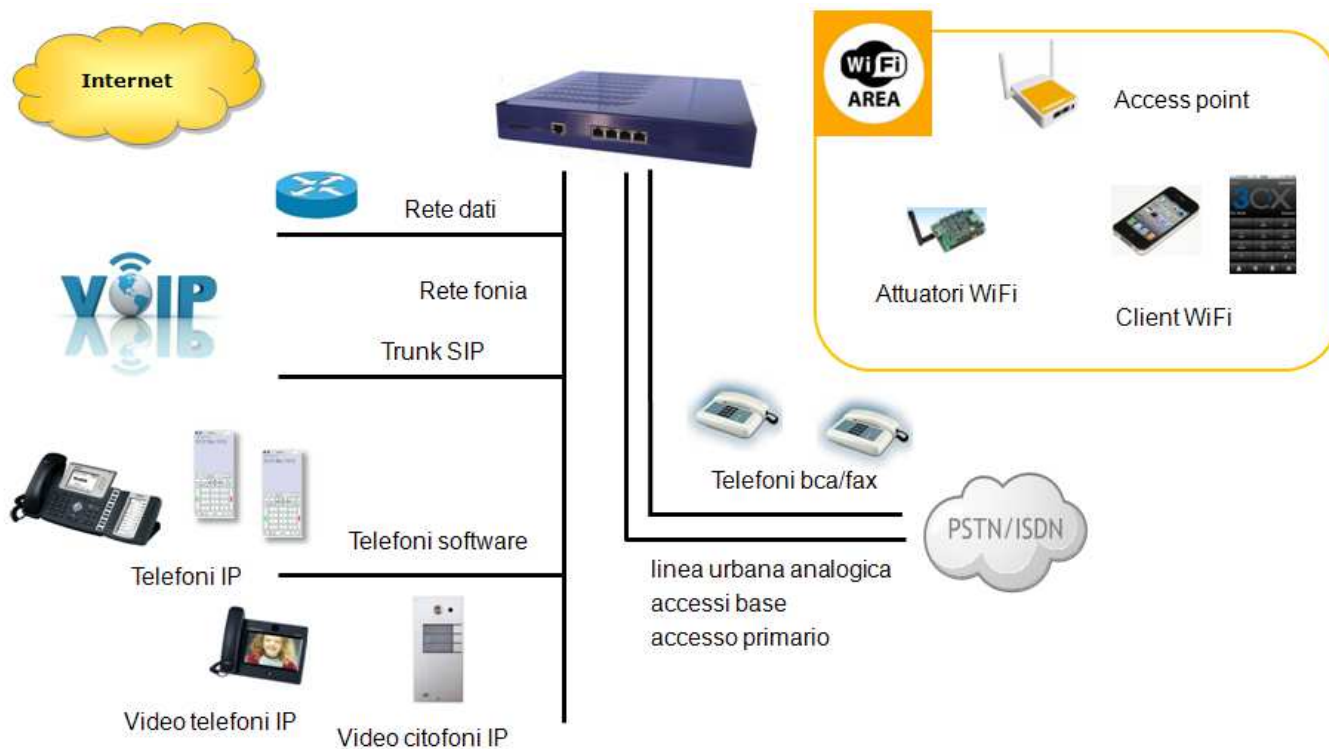 Internet
WiFi
AREA
Access point
Rete dati
VOIP
Rete fonia
Attuatori WiFi
3CX
Client WiFi
Trunk SIP
Telefoni bca/fax
PSTN/ISDN
Telefoni software
Telefoni IP
linea urbana analogica
accessi base
accesso primario
Video telefoni IP
Video citofoni IP